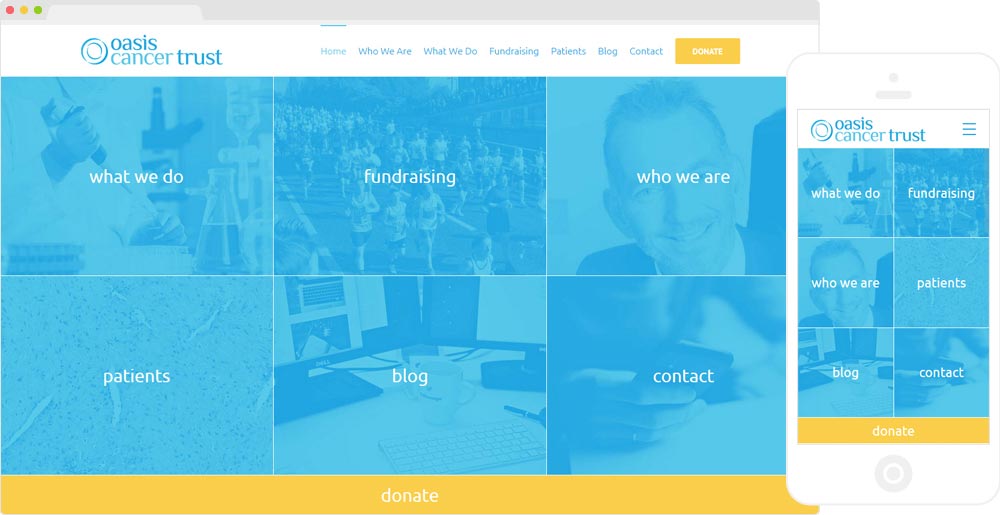 oasis
cancer trust
Home Who We Are What We Do Fundraising Patients Blog Contact DONATE
what we do fundraising who we are
patients blog contact
donate
oasis
cancer trust
what we do fundraising
who we are patients
blog contact
donate